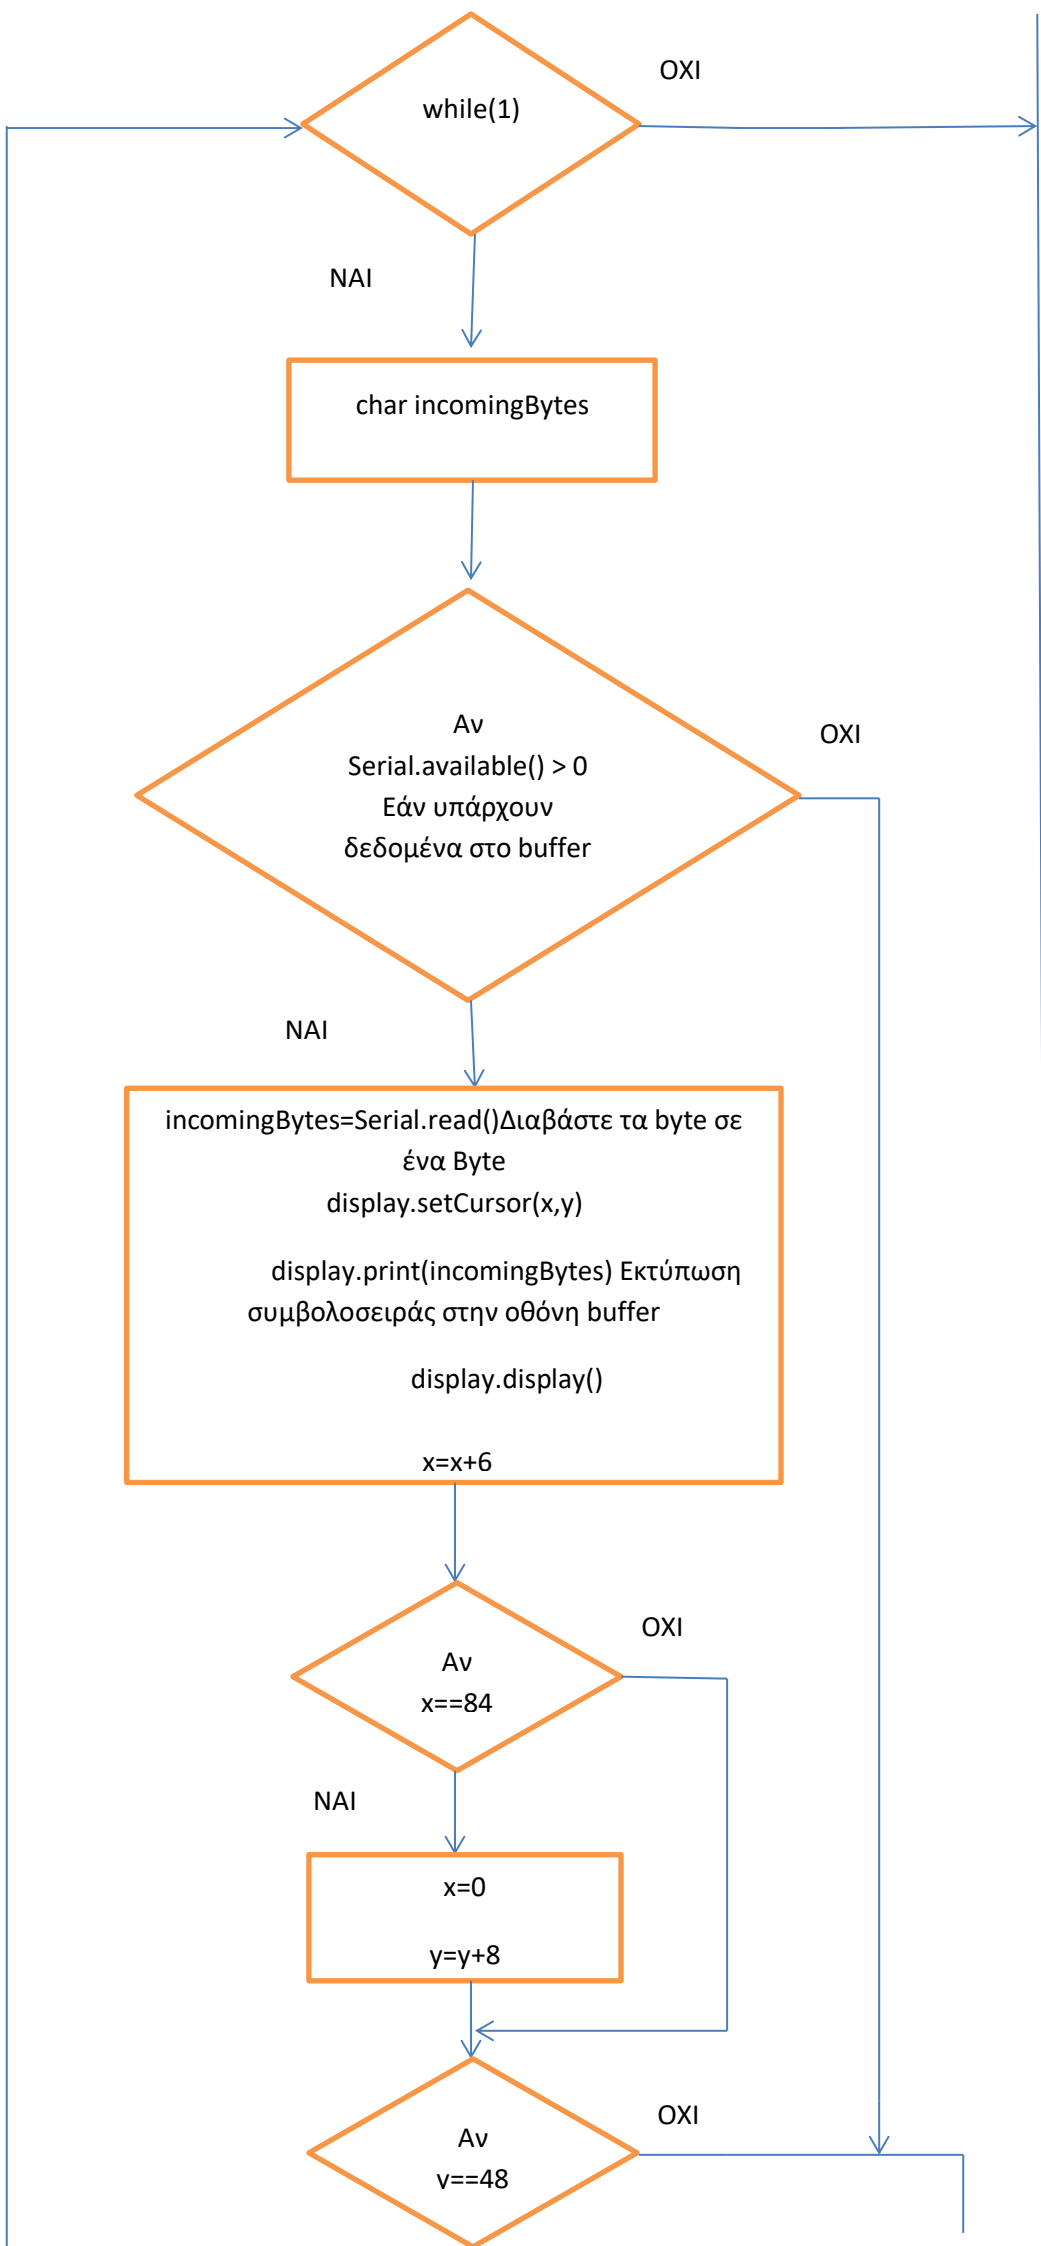 while(1)
ΟΧΙ
ΝΑΙ
char incomingBytes
Αν
Serial.available() > 0
Εάν υπάρχουν
δεδομένα στο buffer
ΟΧΙ
ΝΑΙ
incomingBytes=Serial.read()Διαβάστε τα byte σε
ένα Byte
display.setCursor(x,y)
display.print(incomingBytes) Εκτύπωση
συμβολοσειράς στην οθόνη buffer
display.display()
x=x+6
Αν
x==84
ΟΧΙ
ΝΑΙ
x=0
y=y+8
Αν
y==48
ΟΧΙ